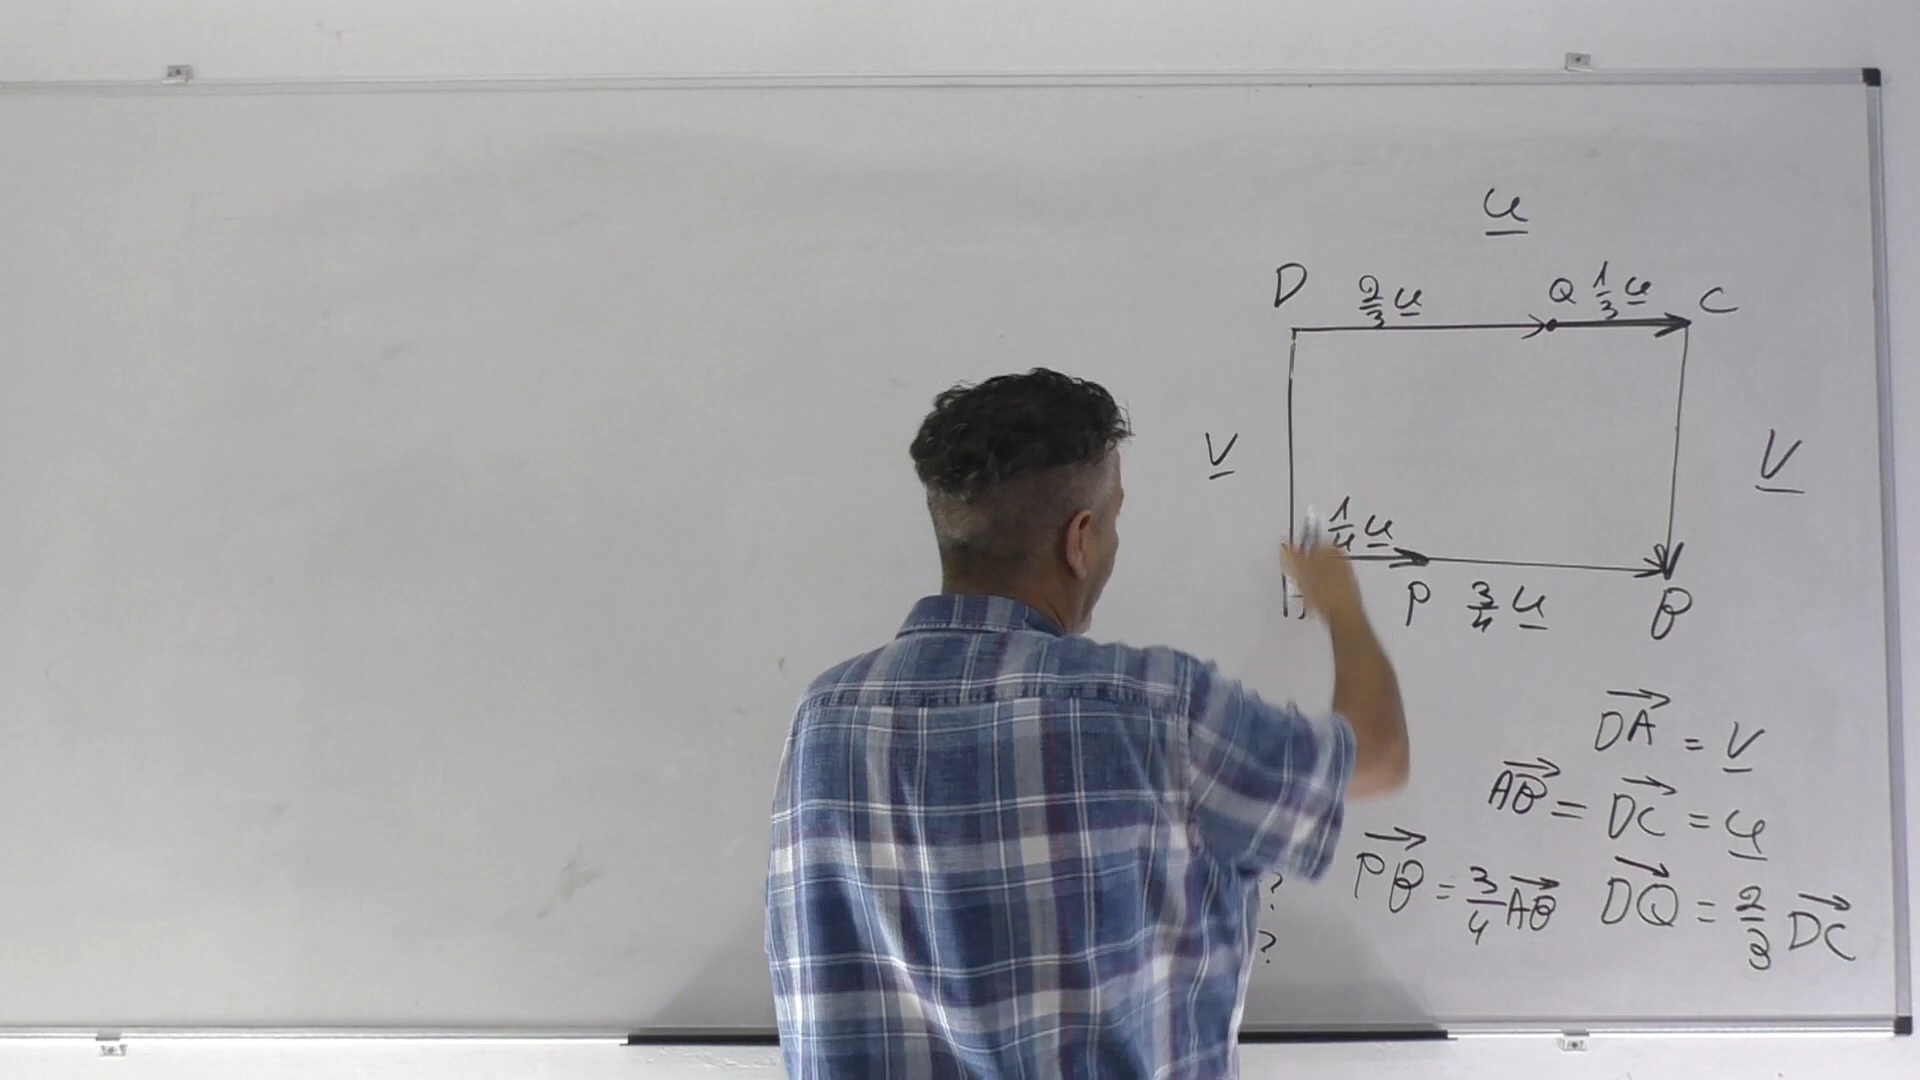 u
D 2/3 u Q 1/3 u C
v v
1/4 u
P 3/4 u B
DA = v
AB = DC = u
PB = 3/4 AB DQ = 2/3 DC
?
?